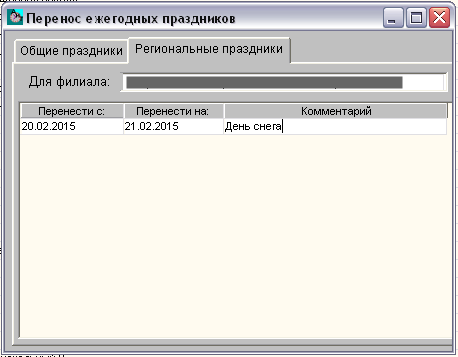 Перенос ежегодных праздников
Общие праздники Региональные праздники
Для филиала:
Перенести с: Перенести на: Комментарий
20.02.2015 21.02.2015 День снега